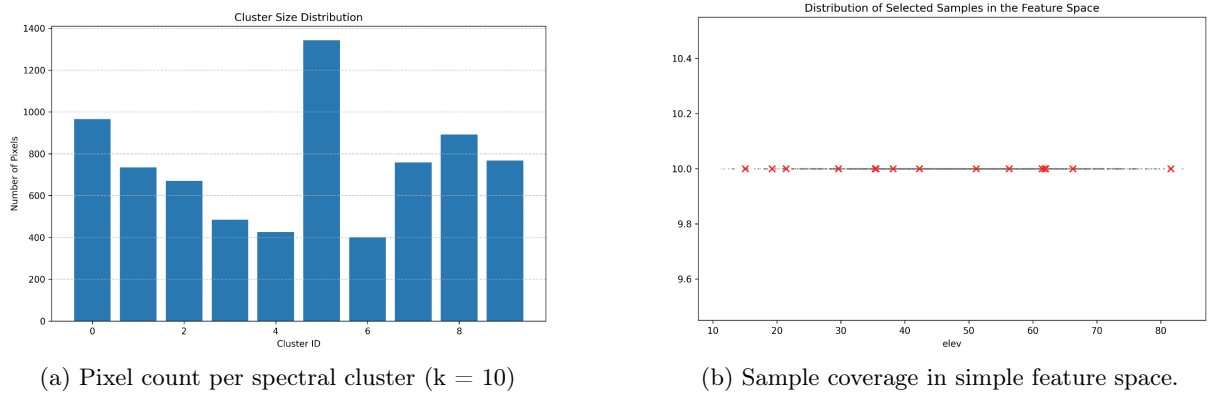 Cluster Size Distribution
1400
1200
1000
800
600
400
200
0
Number of Pixels
0 2 4 6 8
Cluster ID
(a) Pixel count per spectral cluster (k = 10)
Distribution of Selected Samples in the Feature Space
10.4
10.2
10.0
9.8
9.6
10 20 30 40 50 60 70 80
elev
(b) Sample coverage in simple feature space.